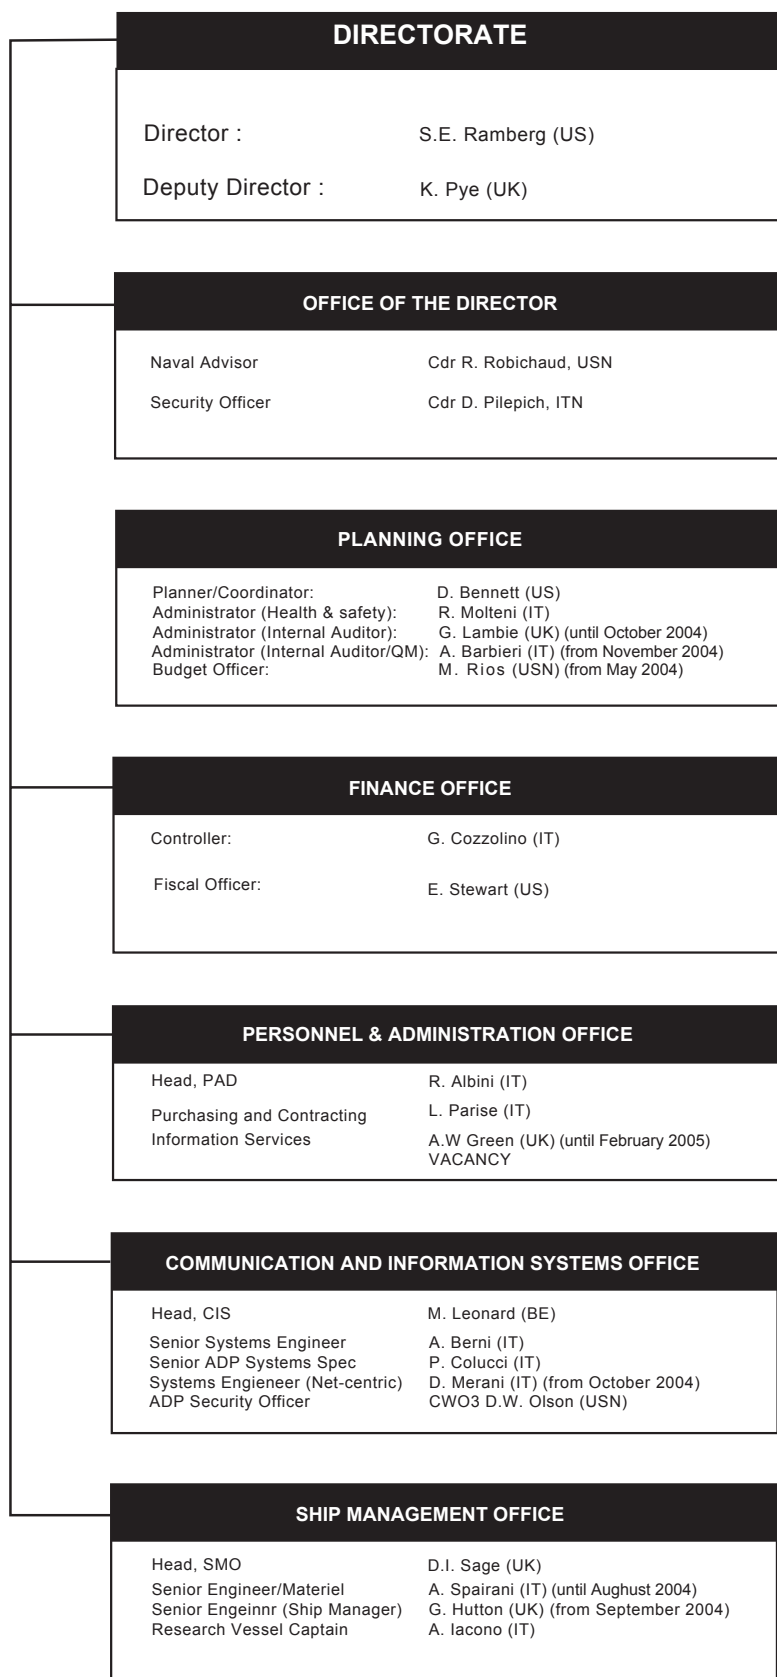 DIRECTORATE
Director : S.E. Ramberg (US)
Deputy Director : K. Pye (UK)
OFFICE OF THE DIRECTOR
Naval Advisor Cdr R. Robichaud, USN
Security Officer Cdr D. Pilepich, ITN
PLANNING OFFICE
Planner/Coordinator: D. Bennett (US)
Administrator (Health & safety): R. Molteni (IT)
Administrator (Internal Auditor): G. Lambie (UK) (until October 2004)
Administrator (Internal Auditor/QM): A. Barbieri (IT) (from November 2004)
Budget Officer: M. Rios (USN) (from May 2004)
FINANCE OFFICE
Controller: G. Cozzolino (IT)
Fiscal Officer: E. Stewart (US)
PERSONNEL & ADMINISTRATION OFFICE
Head, PAD R. Albini (IT)
Purchasing and Contracting L. Parise (IT)
Information Services A.W Green (UK) (until February 2005)
VACANCY
COMMUNICATION AND INFORMATION SYSTEMS OFFICE
Head, CIS M. Leonard (BE)
Senior Systems Engineer A. Berni (IT)
Senior ADP Systems Spec P. Colucci (IT)
Systems Engieneer (Net-centric) D. Merani (IT) (from October 2004)
ADP Security Officer CWO3 D.W. Olson (USN)
SHIP MANAGEMENT OFFICE
Head, SMO D.I. Sage (UK)
Senior Engineer/Materiel A. Spairani (IT) (until Aughust 2004)
Senior Engeinnr (Ship Manager) G. Hutton (UK) (from September 2004)
Research Vessel Captain A. Iacono (IT)